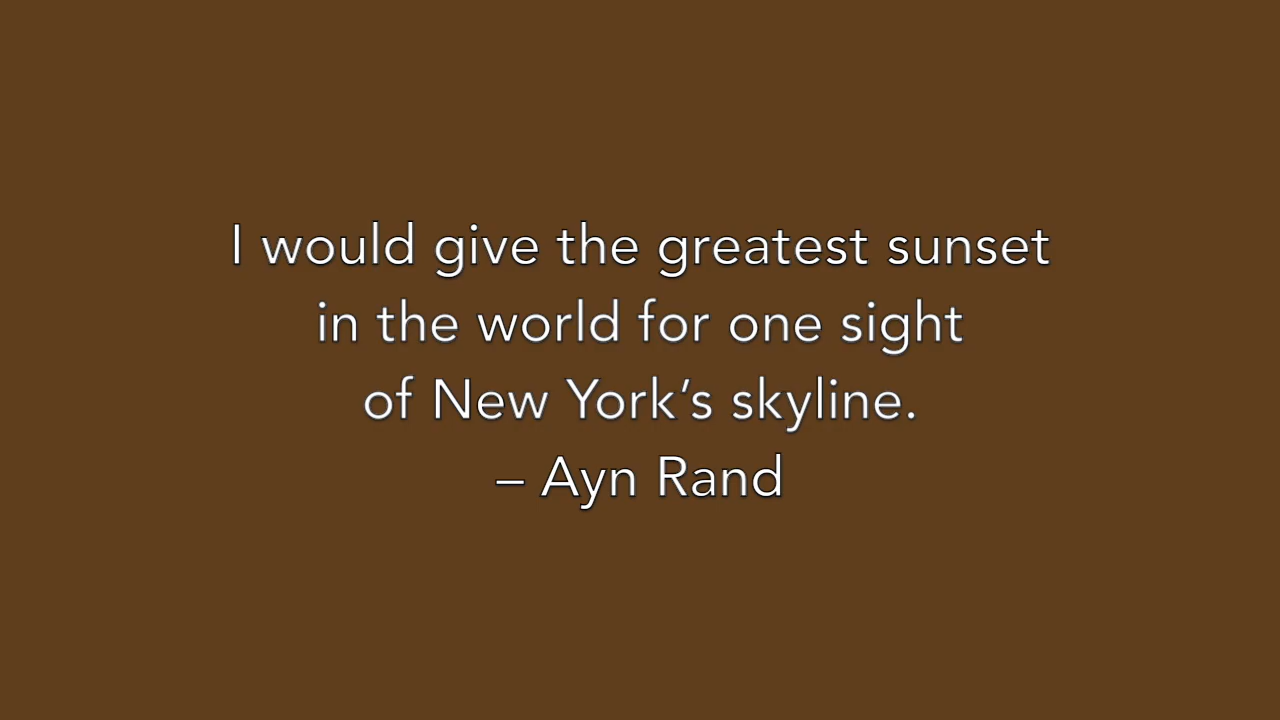 I would give the greatest sunset
in the world for one sight
of New York’s skyline.
– Ayn Rand